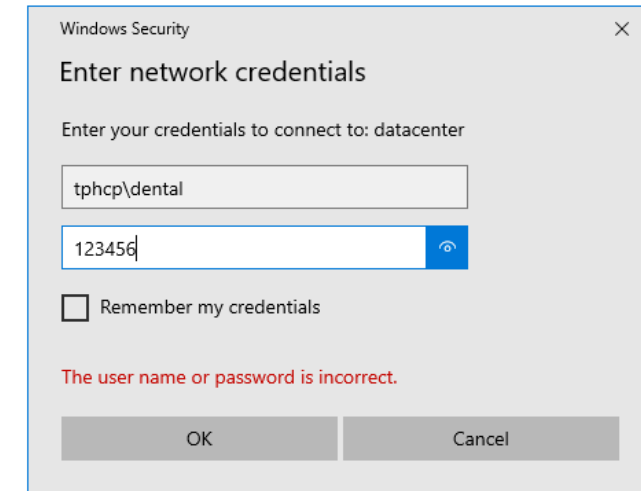 Windows Security
Enter network credentials
Enter your credentials to connect to: datacenter
tphcp\dental
123456
Remember my credentials
The user name or password is incorrect.
OK
Cancel